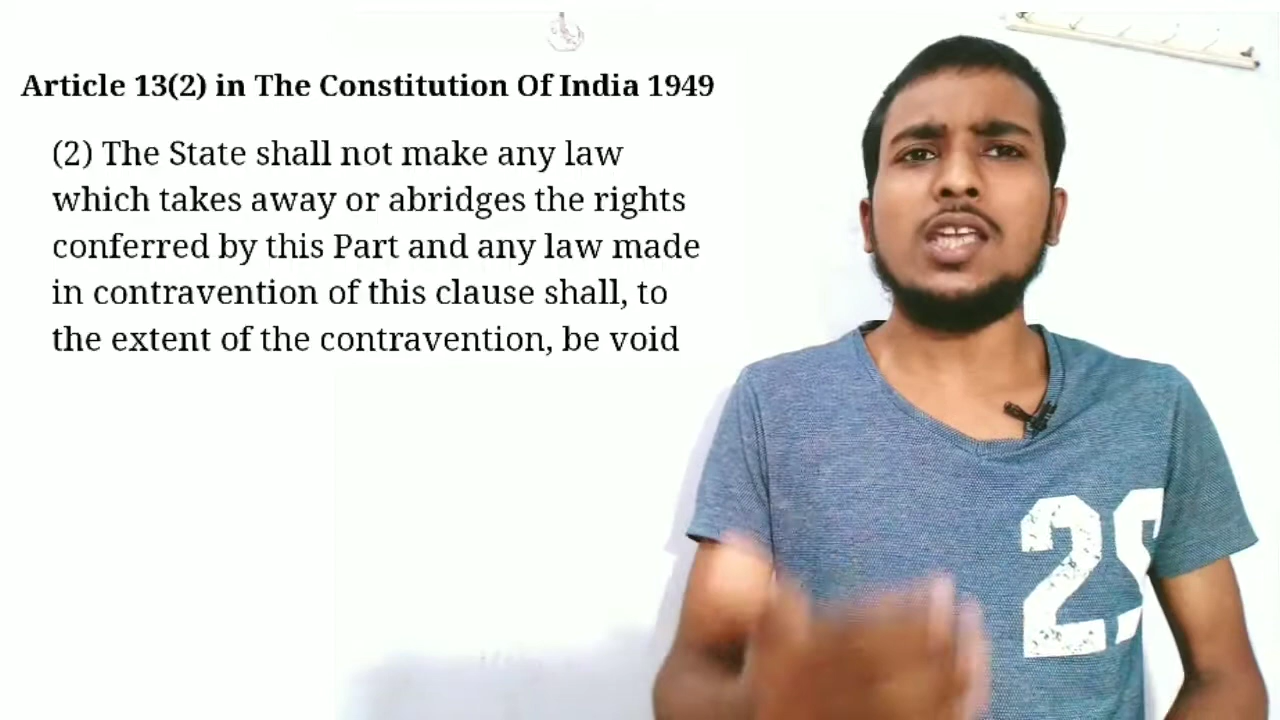 Article 13(2) in The Constitution Of India 1949
(2) The State shall not make any law
which takes away or abridges the rights
conferred by this Part and any law made
in contravention of this clause shall, to
the extent of the contravention, be void
2